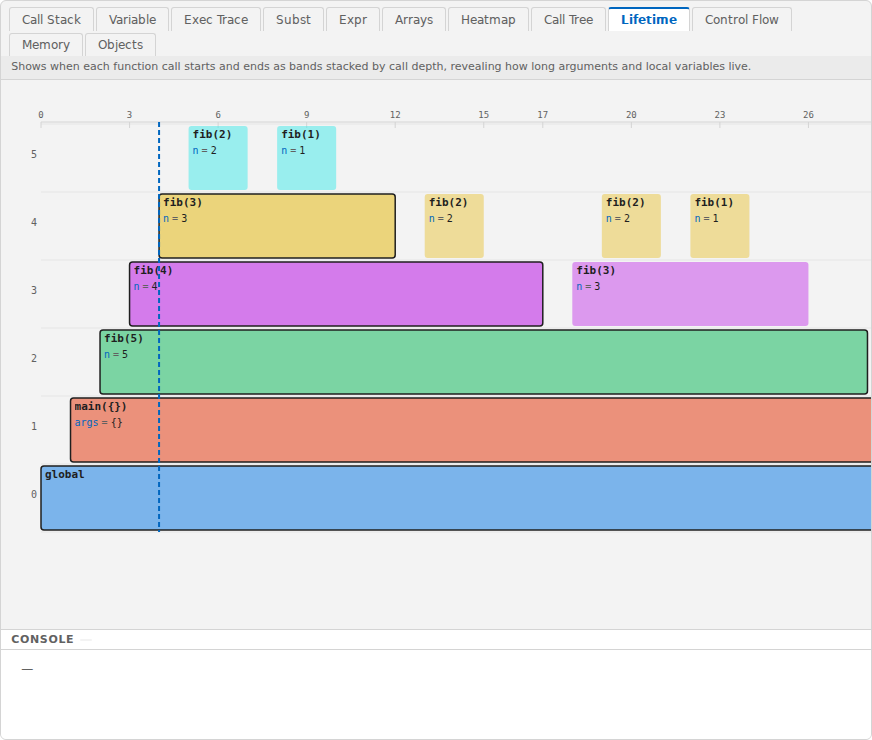 Call Stack Variable Exec Trace Subst Expr Arrays Heatmap Call Tree Lifetime Control Flow
Memory Objects
Shows when each function call starts and ends as bands stacked by call depth, revealing how long arguments and local variables live.
0 3 6 9 12 15 17 20 23 26
5 fib(2) fib(1)
n = 2 n = 1
4 fib(3) fib(2) fib(2) fib(1)
n = 3 n = 2 n = 2 n = 1
3 fib(4) fib(3)
n = 4 n = 3
2 fib(5)
n = 5
1 main({})
args = {}
0 global
CONSOLE
—